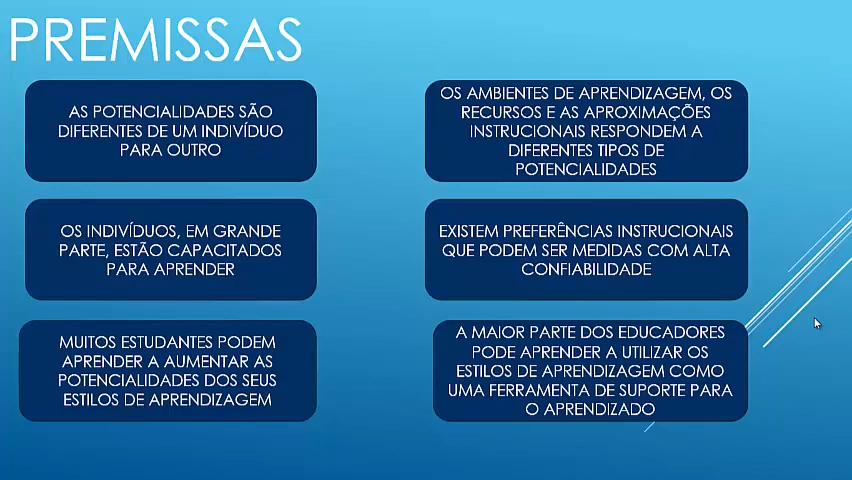 PREMISSAS
AS POTENCIALIDADES SÃO
DIFERENTES DE UM INDIVÍDUO
PARA OUTRO
OS AMBIENTES DE APRENDIZAGEM, OS
RECURSOS E AS APROXIMAÇÕES
INSTRUCIONAIS RESPONDEM A
DIFERENTES TIPOS DE
POTENCIALIDADES
OS INDIVÍDUOS, EM GRANDE
PARTE, ESTÃO CAPACITADOS
PARA APRENDER
EXISTEM PREFERÊNCIAS INSTRUCIONAIS
QUE PODEM SER MEDIDAS COM ALTA
CONFIABILIDADE
MUITOS ESTUDANTES PODEM
APRENDER A AUMENTAR AS
POTENCIALIDADES DOS SEUS
ESTILOS DE APRENDIZAGEM
A MAIOR PARTE DOS EDUCADORES
PODE APRENDER A UTILIZAR OS
ESTILOS DE APRENDIZAGEM COMO
UMA FERRAMENTA DE SUPORTE PARA
O APRENDIZADO